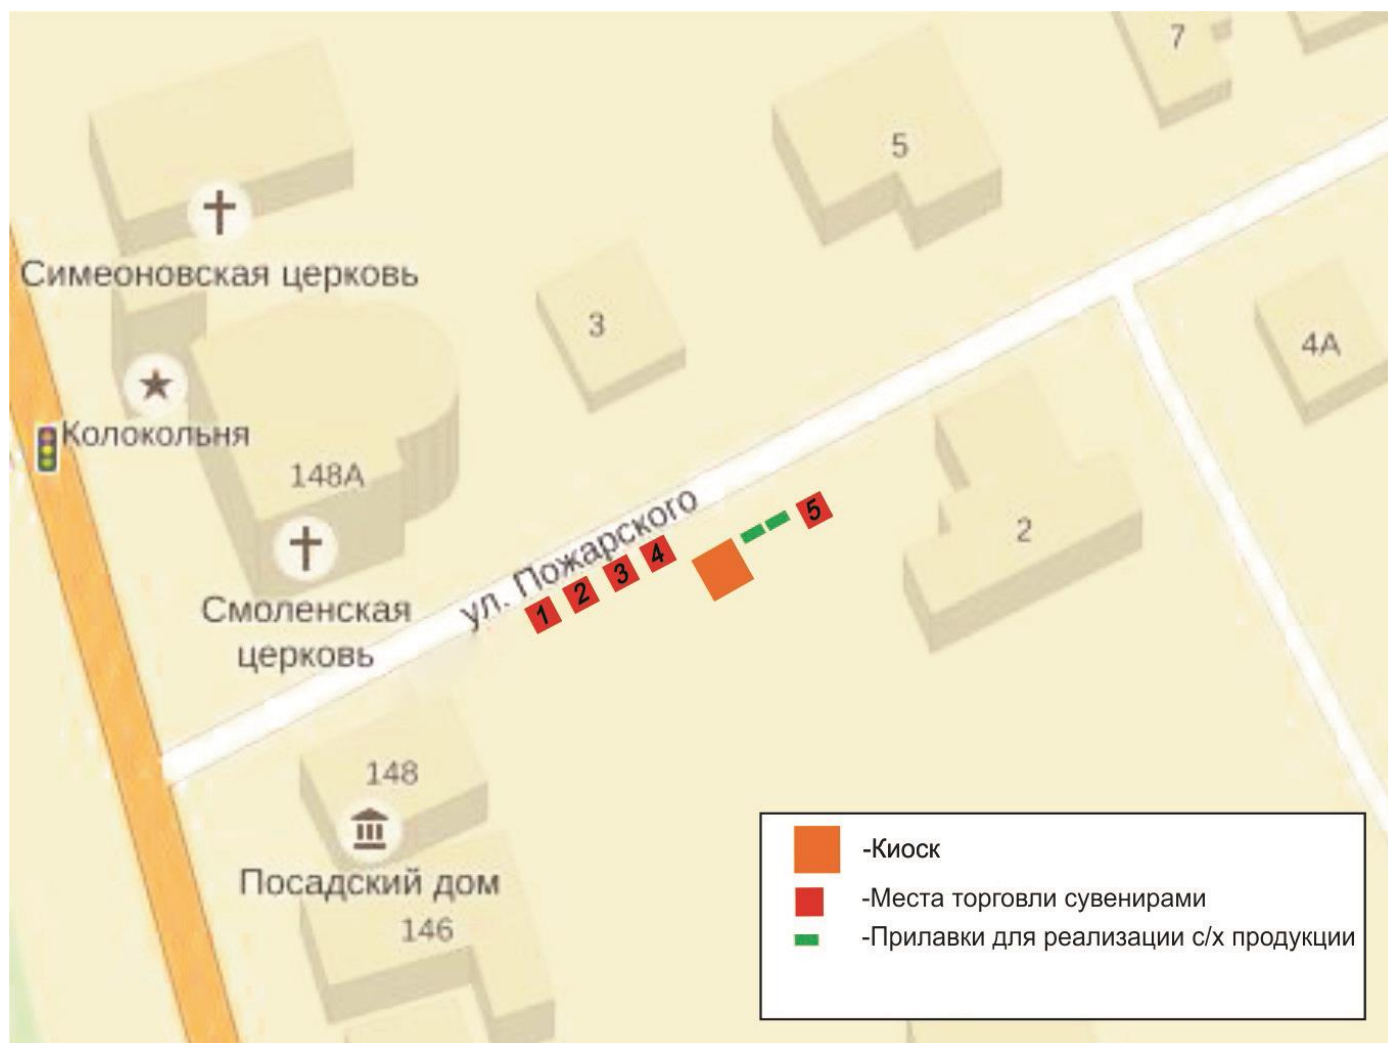 7
5
Симеоновская церковь
3
4А
Колокольня
148А
ул. Пожарского
5
4
3
2
1
2
Смоленская
церковь
148
Посадский дом
146
-Киоск
-Места торговли сувенирами
-Прилавки для реализации с/х продукции